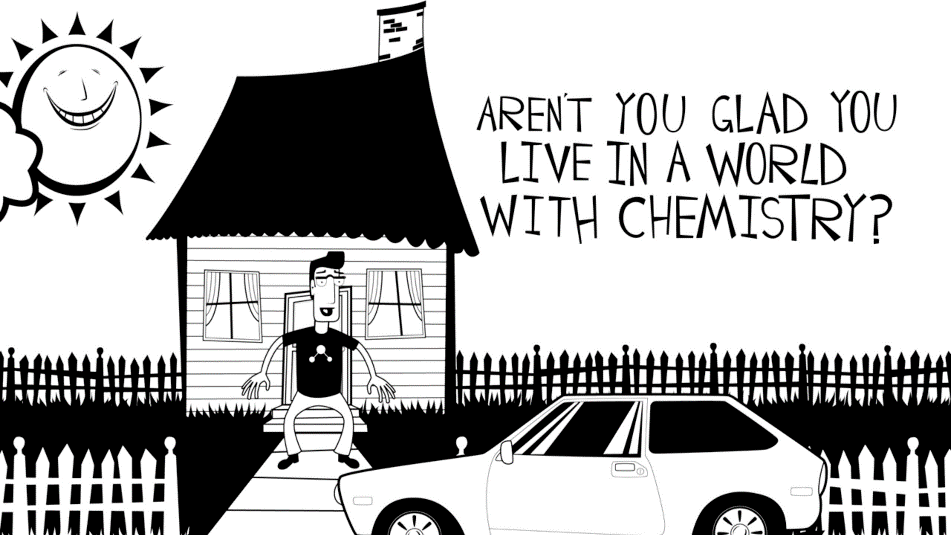 AREN'T YOU GLAD YOU
LIVE IN A WORLD
WITH CHEMISTRY?